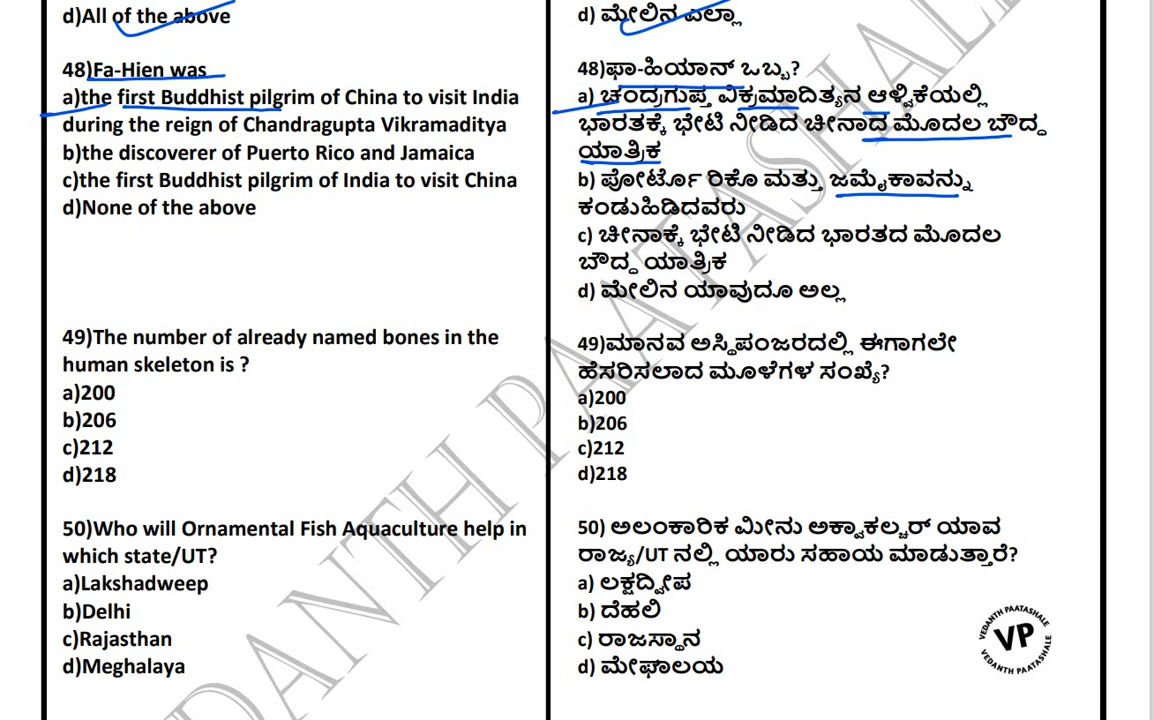 d)All of the above
48)Fa-Hien was
a)the first Buddhist pilgrim of China to visit India
during the reign of Chandragupta Vikramaditya
b)the discoverer of Puerto Rico and Jamaica
c)the first Buddhist pilgrim of India to visit China
d)None of the above
49)The number of already named bones in the
human skeleton is ?
a)200
b)206
c)212
d)218
50)Who will Ornamental Fish Aquaculture help in
which state/UT?
a)Lakshadweep
b)Delhi
c)Rajasthan
d)Meghalaya
d) ಮೇಲಿನ ಎಲ್ಲಾ
48)ಫಾ-ಹಿಯಾನ್ ಒಬ್ಬ?
a) ಚಂದ್ರಗುಪ್ತ ವಿಕ್ರಮಾದಿತ್ಯನ ಆಳ್ವಿಕೆಯಲ್ಲಿ
ಭಾರತಕ್ಕೆ ಭೇಟಿ ನೀಡಿದ ಚೀನಾದ ಮೊದಲ ಬೌದ್ಧ
ಯಾತ್ರಿಕ
b) ಪೋರ್ಟೊ ರಿಕೊ ಮತ್ತು ಜಮೈಕಾವನ್ನು
ಕಂಡುಹಿಡಿದವರು
c) ಚೀನಾಕ್ಕೆ ಭೇಟಿ ನೀಡಿದ ಭಾರತದ ಮೊದಲ
ಬೌದ್ಧ ಯಾತ್ರಿಕ
d) ಮೇಲಿನ ಯಾವುದೂ ಅಲ್ಲ
49)ಮಾನವ ಅಸ್ಥಿಪಂಜರದಲ್ಲಿ ಈಗಾಗಲೇ
ಹೆಸರಿಸಲಾದ ಮೂಳೆಗಳ ಸಂಖ್ಯೆ?
a)200
b)206
c)212
d)218
50) ಅಲಂಕಾರಿಕ ಮೀನು ಅಕ್ವಾಕಲ್ಚರ್ ಯಾವ
ರಾಜ್ಯ/UT ನಲ್ಲಿ ಯಾರು ಸಹಾಯ ಮಾಡುತ್ತಾರೆ?
a) ಲಕ್ಷದ್ವೀಪ
b) ದೆಹಲಿ
c) ರಾಜಸ್ಥಾನ
d) ಮೇಘಾಲಯ
VEDANTH PAATASHALE
VP
VEDANTH PAATASHALE
DANTH PAATASHAL